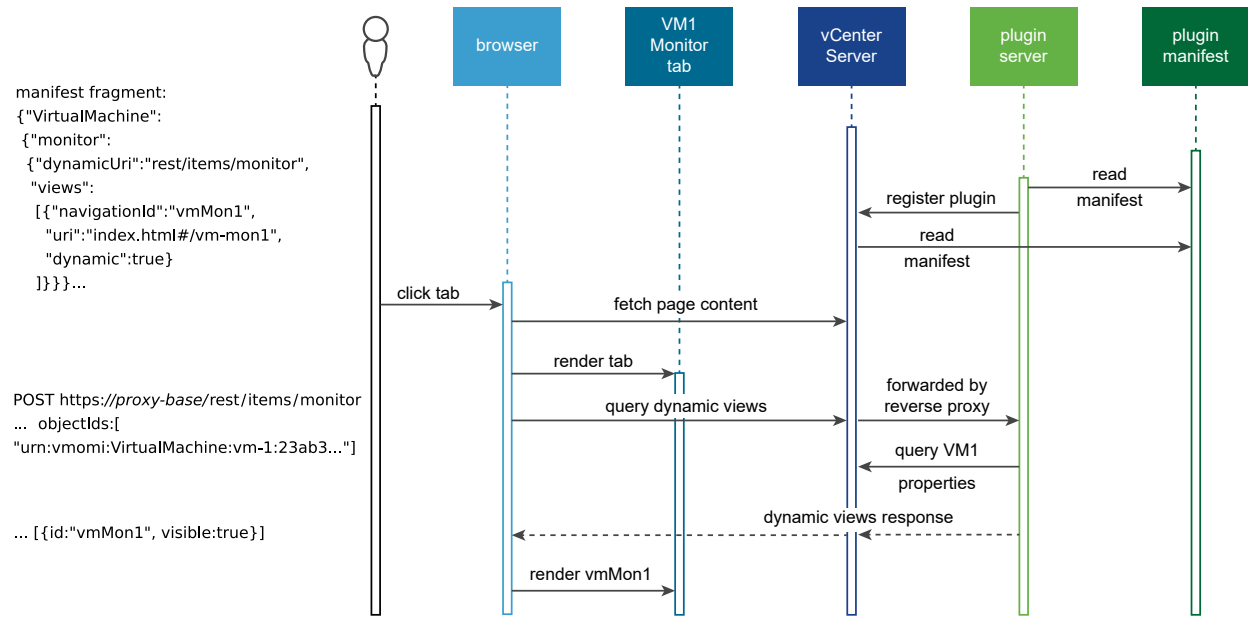 browser
VM1
Monitor
tab
vCenter
Server
plugin
server
plugin
manifest
manifest fragment:
{"VirtualMachine":
{"monitor":
{"dynamicUri":"rest/items/monitor",
"views":
[{"navigationId":"vmMon1",
"uri":"index.html#/vm-mon1",
"dynamic":true}
]}}}...
read
manifest
register plugin
read
manifest
click tab
fetch page content
render tab
POST https://proxy-base/rest/items/monitor
... objectIds:[
"urn:vmomi:VirtualMachine:vm-1:23ab3..."]
query dynamic views
forwarded by
reverse proxy
query VM1
properties
dynamic views response
... [{id:"vmMon1", visible:true}]
render vmMon1